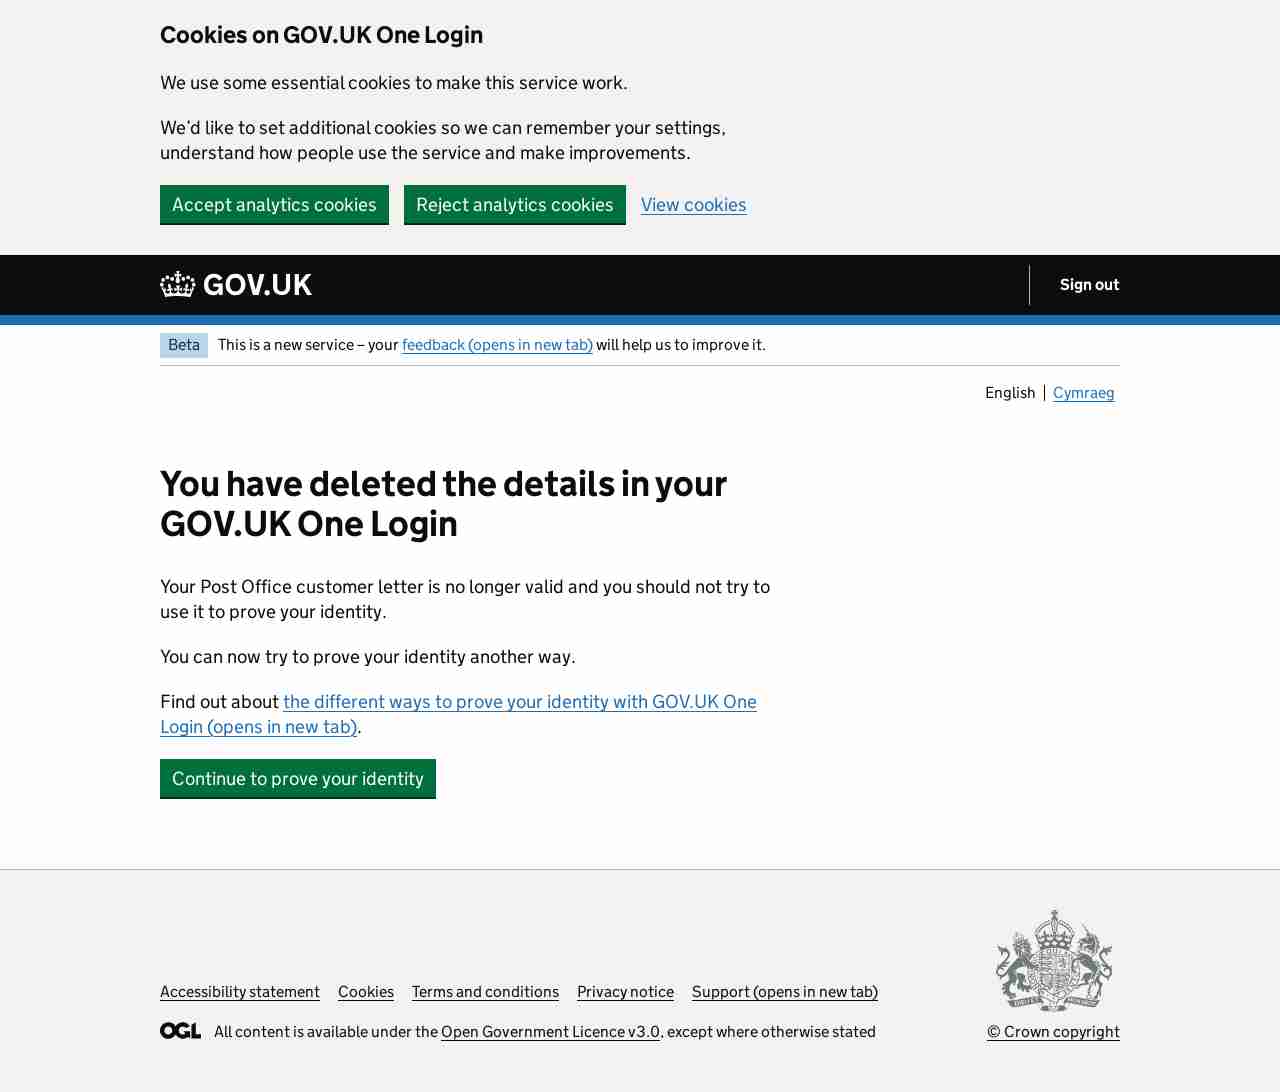 Cookies on GOV.UK One Login
We use some essential cookies to make this service work.
We'd like to set additional cookies so we can remember your settings,
understand how people use the service and make improvements.
Accept analytics cookies Reject analytics cookies View cookies
GOV.UK Sign out
Beta This is a new service – your feedback (opens in new tab) will help us to improve it.
English Cymraeg
You have deleted the details in your
GOV.UK One Login
Your Post Office customer letter is no longer valid and you should not try to
use it to prove your identity.
You can now try to prove your identity another way.
Find out about the different ways to prove your identity with GOV.UK One
Login (opens in new tab).
Continue to prove your identity
Accessibility statement Cookies Terms and conditions Privacy notice Support (opens in new tab)
OGL All content is available under the Open Government Licence v3.0, except where otherwise stated
© Crown copyright